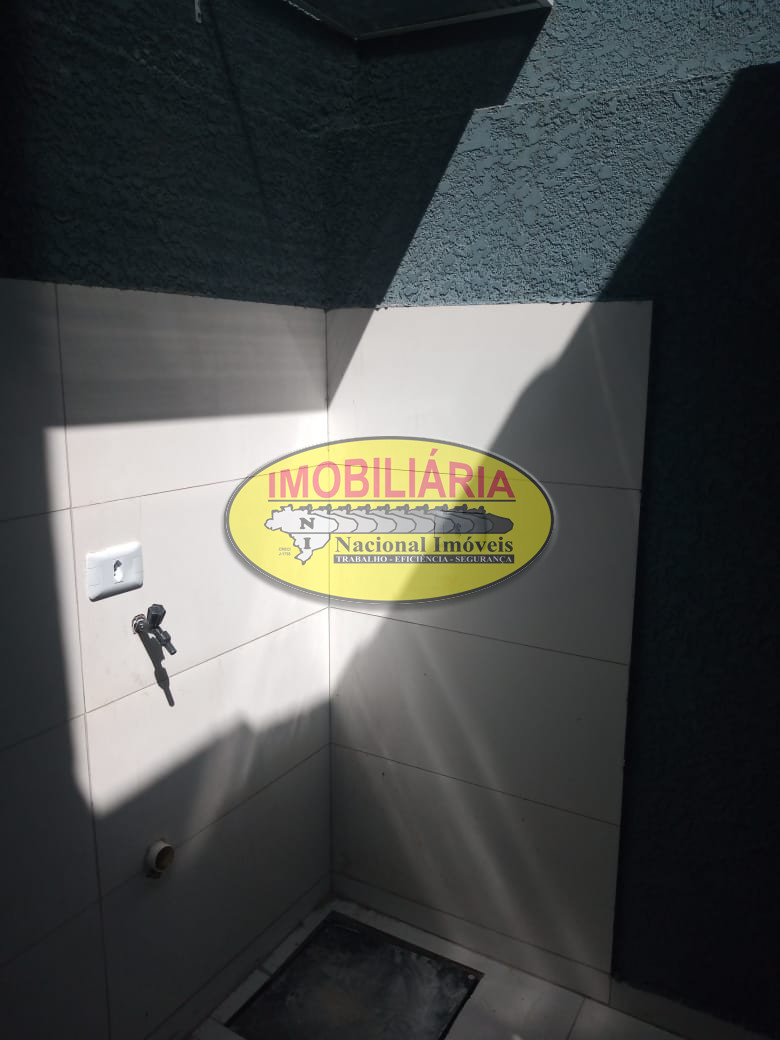 IMOBILIÁRIA
N
I
Nacional Imóveis
TRABALHO - EFICIÊNCIA - SEGURANÇA